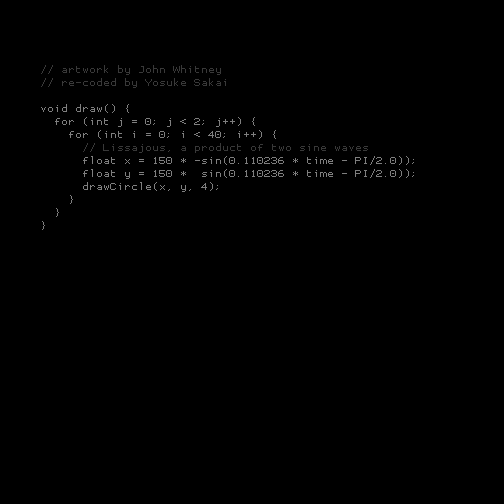 // artwork by John Whitney
// re-coded by Yosuke Sakai
void draw() {
  for (int j = 0; j < 2; j++) {
    for (int i = 0; i < 40; i++) {
      // Lissajous, a product of two sine waves
      float x = 150 * -sin(0.110236 * time - PI/2.0));
      float y = 150 *  sin(0.110236 * time - PI/2.0));
      drawCircle(x, y, 4);
    }
  }
}